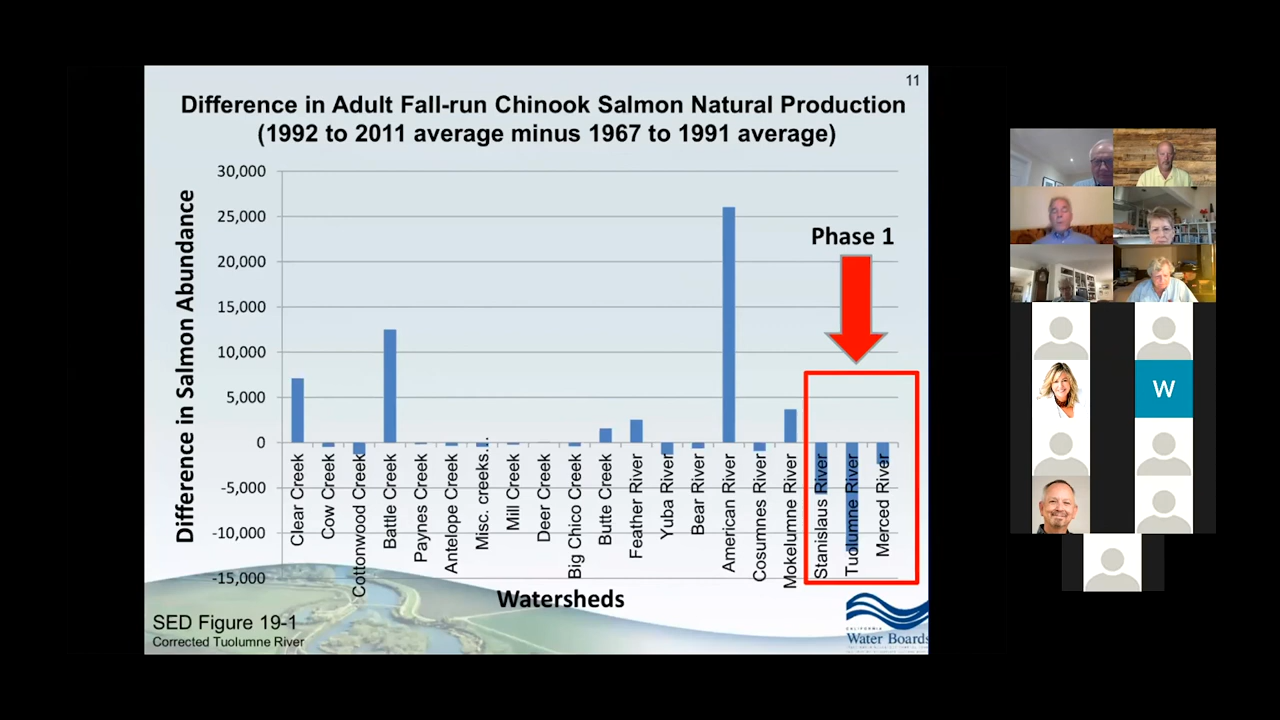 11
Difference in Adult Fall-run Chinook Salmon Natural Production
(1992 to 2011 average minus 1967 to 1991 average)
Difference in Salmon Abundance
30,000
25,000
20,000
15,000
10,000
5,000
0
-5,000
-10,000
-15,000
Phase 1
Clear Creek
Cow Creek
Cottonwood Creek
Battle Creek
Paynes Creek
Antelope Creek
Misc. creeks...
Mill Creek
Deer Creek
Big Chico Creek
Butte Creek
Feather River
Yuba River
Bear River
American River
Cosumnes River
Mokelumne River
Stanislaus River
Tuolumne River
Merced River
Watersheds
SED Figure 19-1
Corrected Tuolumne River
CALIFORNIA
Water Boards
W